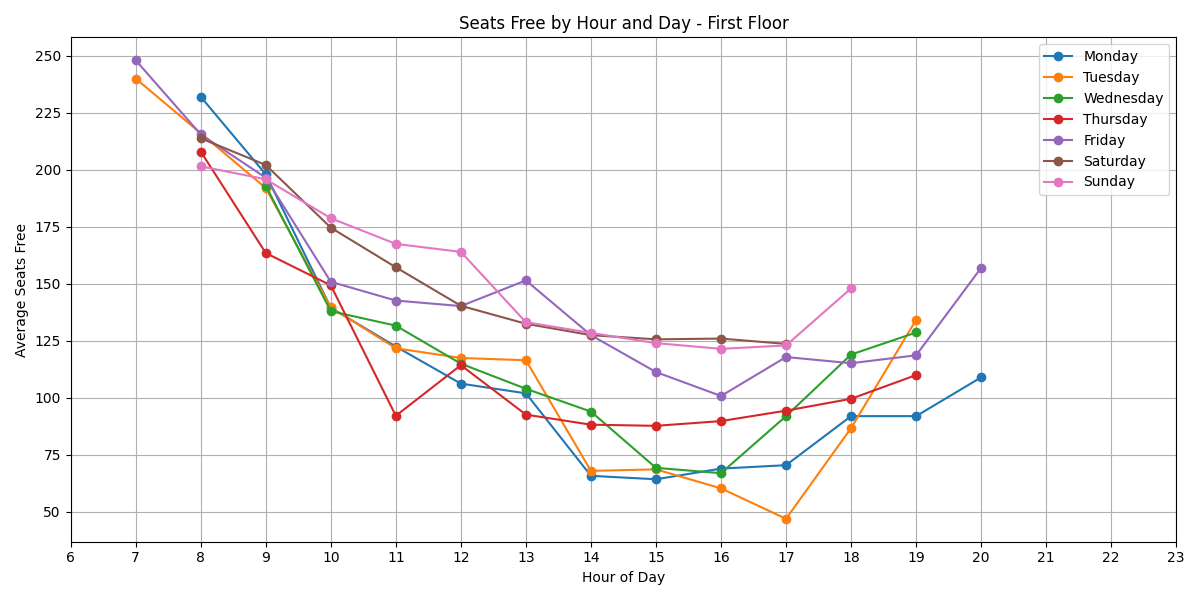 Seats Free by Hour and Day - First Floor
Average Seats Free
250
225
200
175
150
125
100
75
50
Monday
Tuesday
Wednesday
Thursday
Friday
Saturday
Sunday
6 7 8 9 10 11 12 13 14 15 16 17 18 19 20 21 22 23
Hour of Day